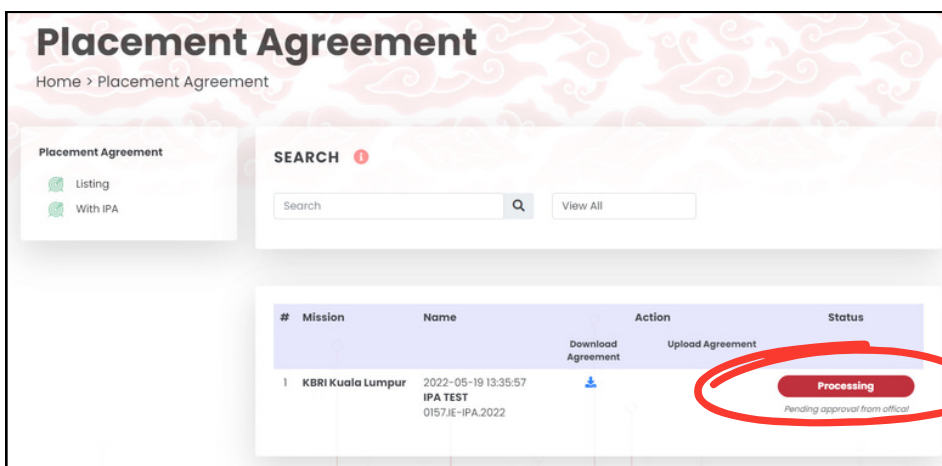 Placement Agreement
Home > Placement Agreement
Placement Agreement
Listing
With IPA
SEARCH
Search
View All
# Mission Name Action Status
Download Agreement Upload Agreement
1 KBRI Kuala Lumpur 2022-05-19 13:35:57 Processing
IPA TEST
0157.IE-IPA.2022 Pending approval from offical